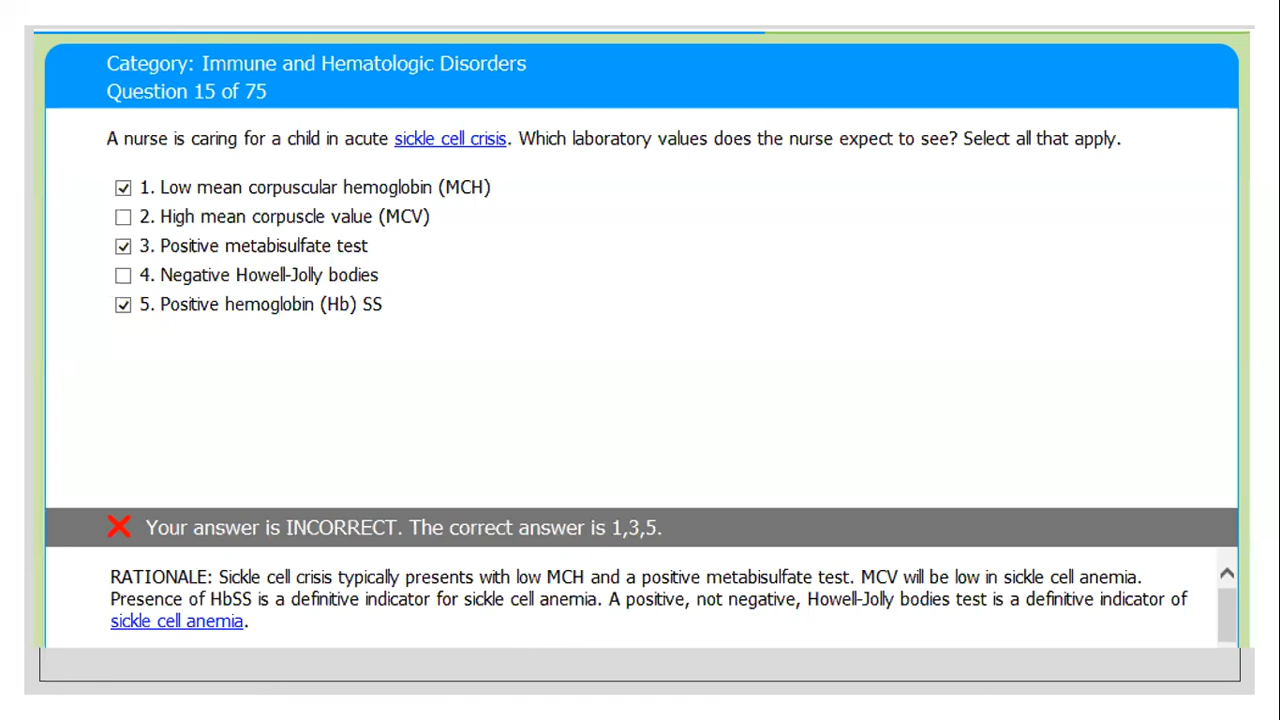 Category: Immune and Hematologic Disorders
Question 15 of 75
A nurse is caring for a child in acute sickle cell crisis. Which laboratory values does the nurse expect to see? Select all that apply.
1. Low mean corpuscular hemoglobin (MCH)
2. High mean corpuscle value (MCV)
3. Positive metabisulfate test
4. Negative Howell-Jolly bodies
5. Positive hemoglobin (Hb) SS
Your answer is INCORRECT. The correct answer is 1,3,5.
RATIONALE: Sickle cell crisis typically presents with low MCH and a positive metabisulfate test. MCV will be low in sickle cell anemia.
Presence of HbSS is a definitive indicator for sickle cell anemia. A positive, not negative, Howell-Jolly bodies test is a definitive indicator of
sickle cell anemia.